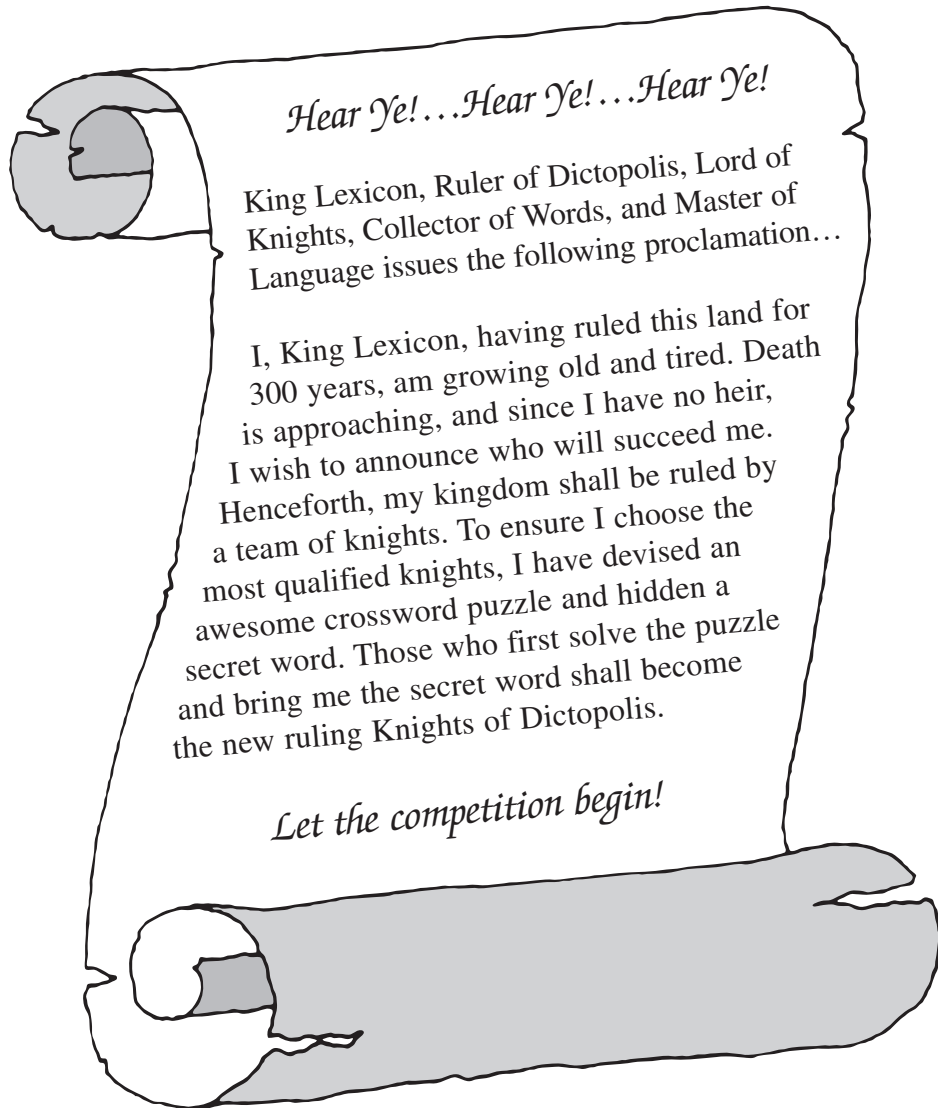 Hear Ye!...Hear Ye!...Hear Ye!
King Lexicon, Ruler of Dictopolis, Lord of
Knights, Collector of Words, and Master of
Language issues the following proclamation...
I, King Lexicon, having ruled this land for
300 years, am growing old and tired. Death
is approaching, and since I have no heir,
I wish to announce who will succeed me.
Henceforth, my kingdom shall be ruled by
a team of knights. To ensure I choose the
most qualified knights, I have devised an
awesome crossword puzzle and hidden a
secret word. Those who first solve the puzzle
and bring me the secret word shall become
the new ruling Knights of Dictopolis.
Let the competition begin!